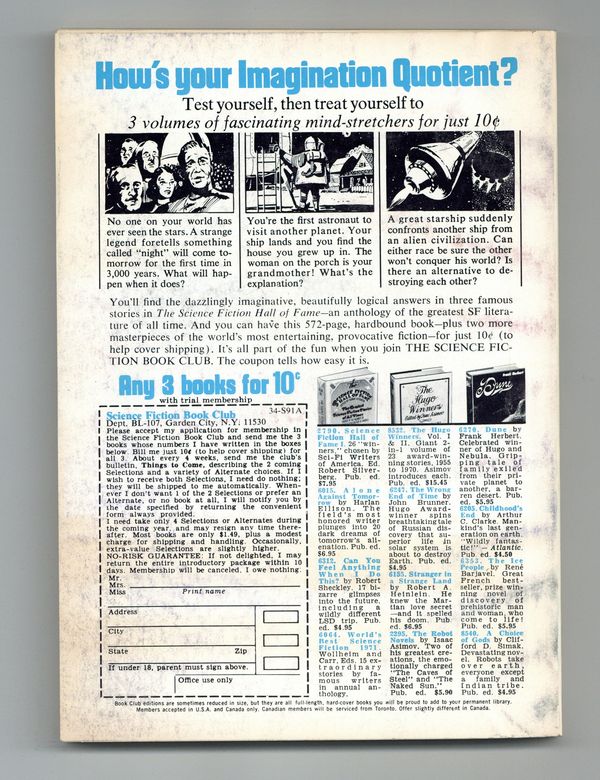 How's your Imagination Quotient?
Test yourself, then treat yourself to
3 volumes of fascinating mind-stretchers for just 10¢
No one on your world has
ever seen the stars. A strange
legend foretells something
called "night" will come to-
morrow for the first time in
3,000 years. What will hap-
pen when it does?
You're the first astronaut to
visit another planet. Your
ship lands and you find the
house you grew up in. The
woman on the porch is your
grandmother! What's the
explanation?
A great starship suddenly
confronts another ship from
an alien civilization. Can
either race be sure the other
won't conquer his world? Is
there an alternative to de-
stroying each other?
You'll find the dazzlingly imaginative, beautifully logical answers in three famous
stories in The Science Fiction Hall of Fame—an anthology of the greatest SF litera-
ture of all time. And you can have this 572-page, hardbound book—plus two more
masterpieces of the world's most entertaining, provocative fiction—for just 10¢ (to
help cover shipping). It's all part of the fun when you join THE SCIENCE FIC-
TION BOOK CLUB. The coupon tells how easy it is.
Any 3 books for 10¢
with trial membership
Science Fiction Book Club
34-S91A
Dept. BL-107, Garden City, N.Y. 11530
Please accept my application for membership in
the Science Fiction Book Club and send me the 3
books whose numbers I have written in the boxes
below. Bill me just 10¢ (to help cover shipping) for
all 3. About every 4 weeks, send me the club's
bulletin, Things to Come, describing the 2 coming
Selections and a variety of Alternate choices. If I
wish to receive both Selections, I need do nothing;
they will be shipped to me automatically. When-
ever I don't want 1 of the 2 Selections or prefer an
Alternate, or no book at all, I will notify you by
the date specified by returning the convenient
form always provided.
I need take only 4 Selections or Alternates during
the coming year, and may resign any time there-
after. Most books are only $1.49, plus a modest
charge for shipping and handling. Occasionally,
extra-value Selections are slightly higher.
NO-RISK GUARANTEE: If not delighted, I may
return the entire introductory package within 10
days. Membership will be canceled. I owe nothing.
Mr.
Mrs.
Miss
Print name
Address
City
State Zip
If under 18, parent must sign above.
Office use only
The Hugo Winners
Dune
2790. Science
Fiction Hall of
Fame I. 26 "win-
ners," chosen by
Sci-Fi Writers
of America. Ed.
Robert Silver-
berg. Pub. ed.
$7.95
6015. Alone
Against Tomor-
row by Harlan
Ellison. The
field's most
honored writer
plunges into 20
dream of
tomorrow's ali-
enation. Pub. ed.
$6.95
6312. Can You
Feel Anything
When I Do
This? by Robert
Sheckley. 17 bi-
zarre glimpses
into the future,
including a
wildly different
LSD trip. Pub.
ed. $4.95
6064. World's
Best Science
Fiction 1971.
Wollheim and
Carr, Eds. 15 ex-
traordinary
stories by fa-
mous writers
in annual an-
thology.
8532. The Hugo
Winners, Vol. I
& II. Giant 2-
in-1 volume of
23 award-win-
ning stories, 1955
to 1970. Asimov
introduces each.
Pub. ed. $15.45
6247. The Wrong
End of Time by
John Brunner.
Hugo Award-
winner spins
breathtaking tale
of Russian dis-
covery that su-
perior life in
solar system is
about to destroy
Earth. Pub. ed.
$4.95
6153. Stranger in
a Strange Land
by Robert A.
Heinlein. He
knew the Mar-
tian love secret
—and it spelled
his doom. Pub.
ed. $6.95
2295. The Robot
Novels by Isaac
Asimov. Two of
his greatest cre-
ations, the emo-
tionally charged
"The Caves of
Steel" and "The
Naked Sun."
Pub. ed. $5.90
6270. Dune by
Frank Herbert.
Celebrated win-
ner of Hugo and
Nebula. Grip-
ping tale of
family exiled
from their pri-
vate planet to
another, a bar-
ren desert. Pub.
ed. $5.95
6205. Childhood's
End by Arthur
C. Clarke. Man-
kind's last gen-
eration on earth.
"Wildly fantas-
tic!" — Atlantic.
Pub. ed $4.50
6353. The Ice
People, by René
Barjavel. Great
French best-
seller, prize win-
ning novel of
discovery of
prehistoric man
and woman, who
come to life!
Pub. ed. $5.95
8540. A Choice
of Gods by Clif-
ford D. Simak.
Devastating nov-
el. Robots take
over earth,
everyone except
a family and
Indian tribe.
Pub. ed. $4.95
Book Club editions are sometimes reduced in size, but they are all full-length, hard-cover books you will be proud to add to your permanent library.
Members accepted in U.S.A. and Canada only. Canadian members will be serviced from Toronto. Offer slightly different in Canada.